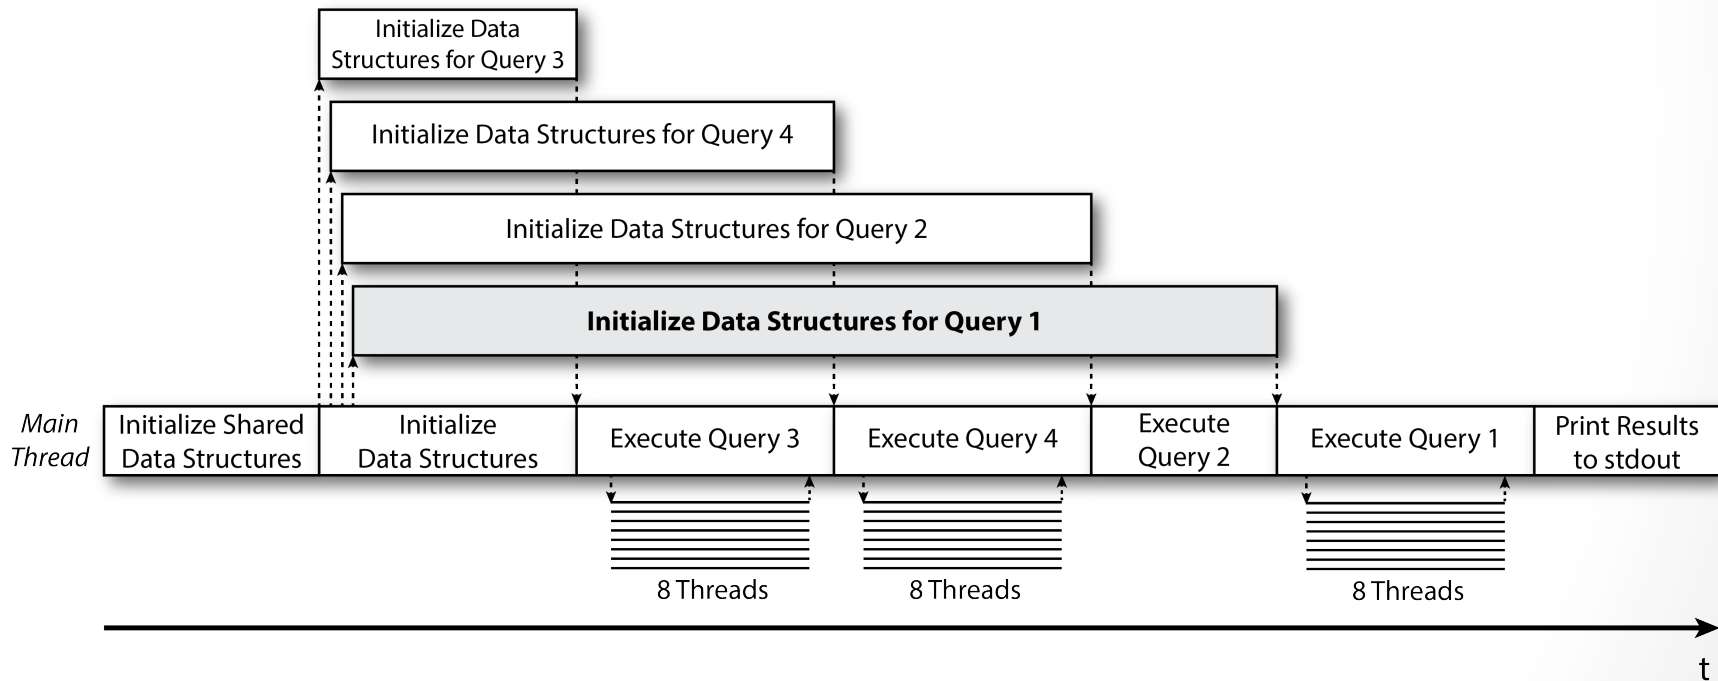 Initialize Data
Structures for Query 3
Initialize Data Structures for Query 4
Initialize Data Structures for Query 2
Initialize Data Structures for Query 1
Main
Thread
Initialize Shared
Data Structures
Initialize
Data Structures
Execute Query 3
Execute Query 4
Execute
Query 2
Execute Query 1
Print Results
to stdout
8 Threads
8 Threads
8 Threads
t